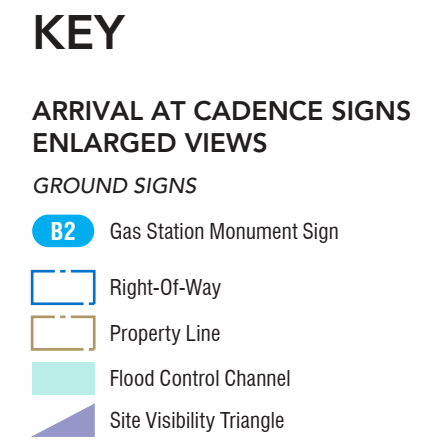 KEY
ARRIVAL AT CADENCE SIGNS
ENLARGED VIEWS
GROUND SIGNS
B2 Gas Station Monument Sign
Right-Of-Way
Property Line
Flood Control Channel
Site Visibility Triangle